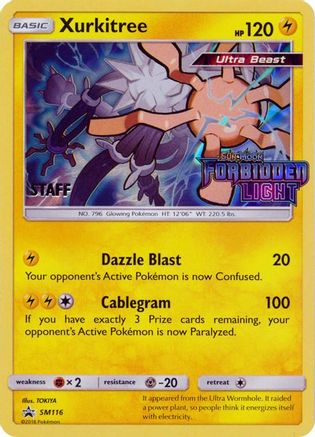 BASIC Xurkitree HP 120
Ultra Beast
SUN & MOON
FORBIDDEN
LIGHT
STAFF
NO. 796 Glowing Pokémon HT: 12'06" WT: 220.5 lbs.
Dazzle Blast 20
Your opponent's Active Pokémon is now Confused.
Cablegram 100
If you have exactly 3 Prize cards remaining, your
opponent's Active Pokémon is now Paralyzed.
weakness × 2 resistance -20 retreat
Illus. TOKIYA
SM116
©2018 Pokémon
It appeared from the Ultra Wormhole. It raided
a power plant, so people think it energizes itself
with electricity.